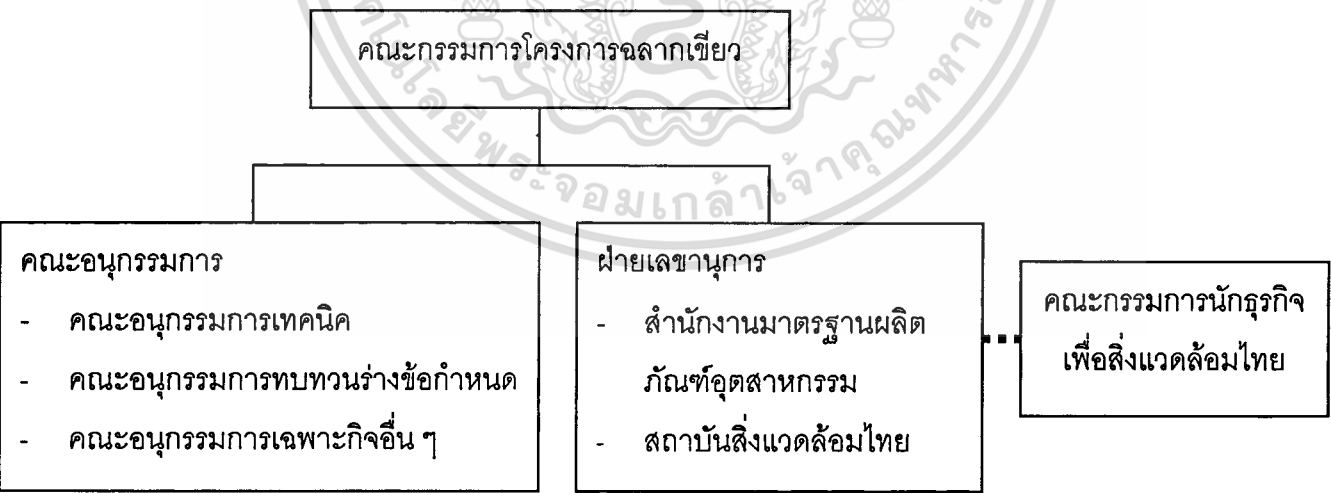 คณะกรรมการโครงการฉลากเขียว
คณะอนุกรรมการ
- คณะอนุกรรมการเทคนิค
- คณะอนุกรรมการทบทวนร่างข้อกำหนด
- คณะอนุกรรมการเฉพาะกิจอื่น ๆ
ฝ่ายเลขานุการ
- สำนักงานมาตรฐานผลิต
ภัณฑ์อุตสาหกรรม
- สถาบันสิ่งแวดล้อมไทย
คณะกรรมการนักธุรกิจ
เพื่อสิ่งแวดล้อมไทย